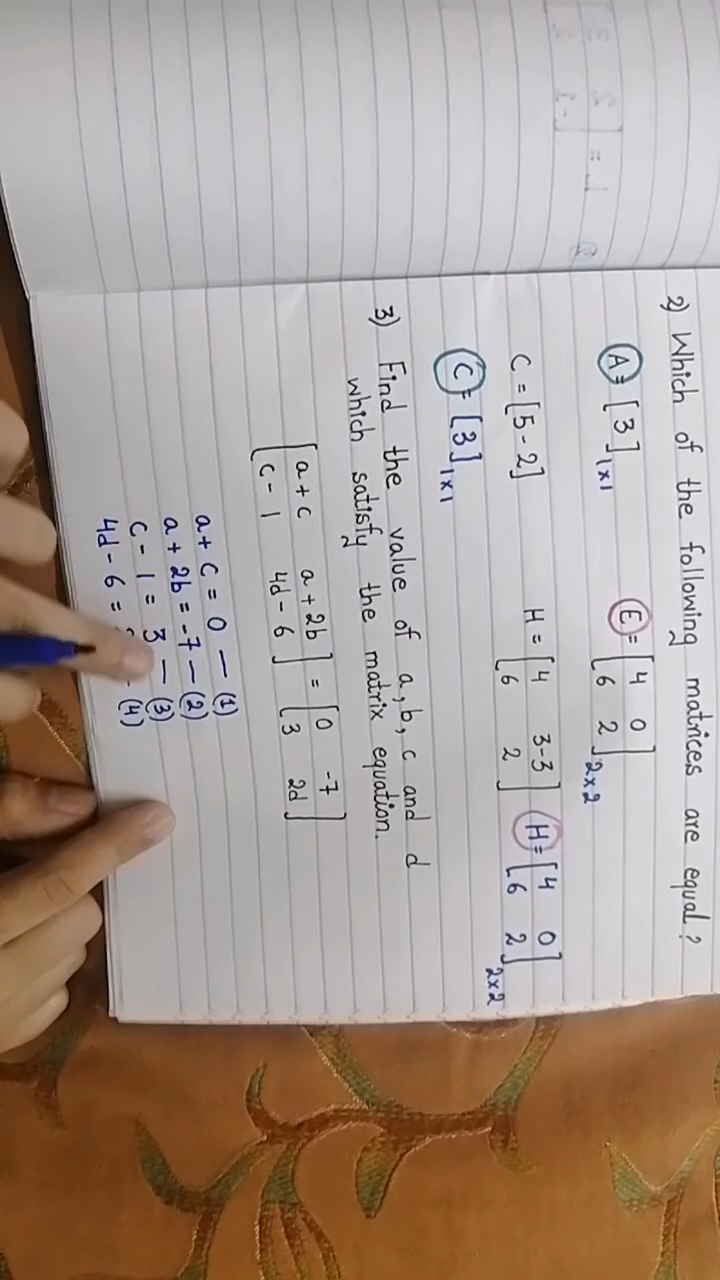 2) Which of the following matrices are equal?
A = [3] 1x1 E = [4 0
6 2] 2x2
C = [5-2] H = [4 3-3
6 2] H = [4 0
6 2] 2x2
C = [3] 1x1
3) Find the value of a, b, c and d
which satisfy the matrix equation.
[a + c a + 2b
c - 1 4d - 6] = [0 -7
3 2d]
a + c = 0 — (1)
a + 2b = -7 — (2)
c - 1 = 3 — (3)
4d - 6 = - (4)